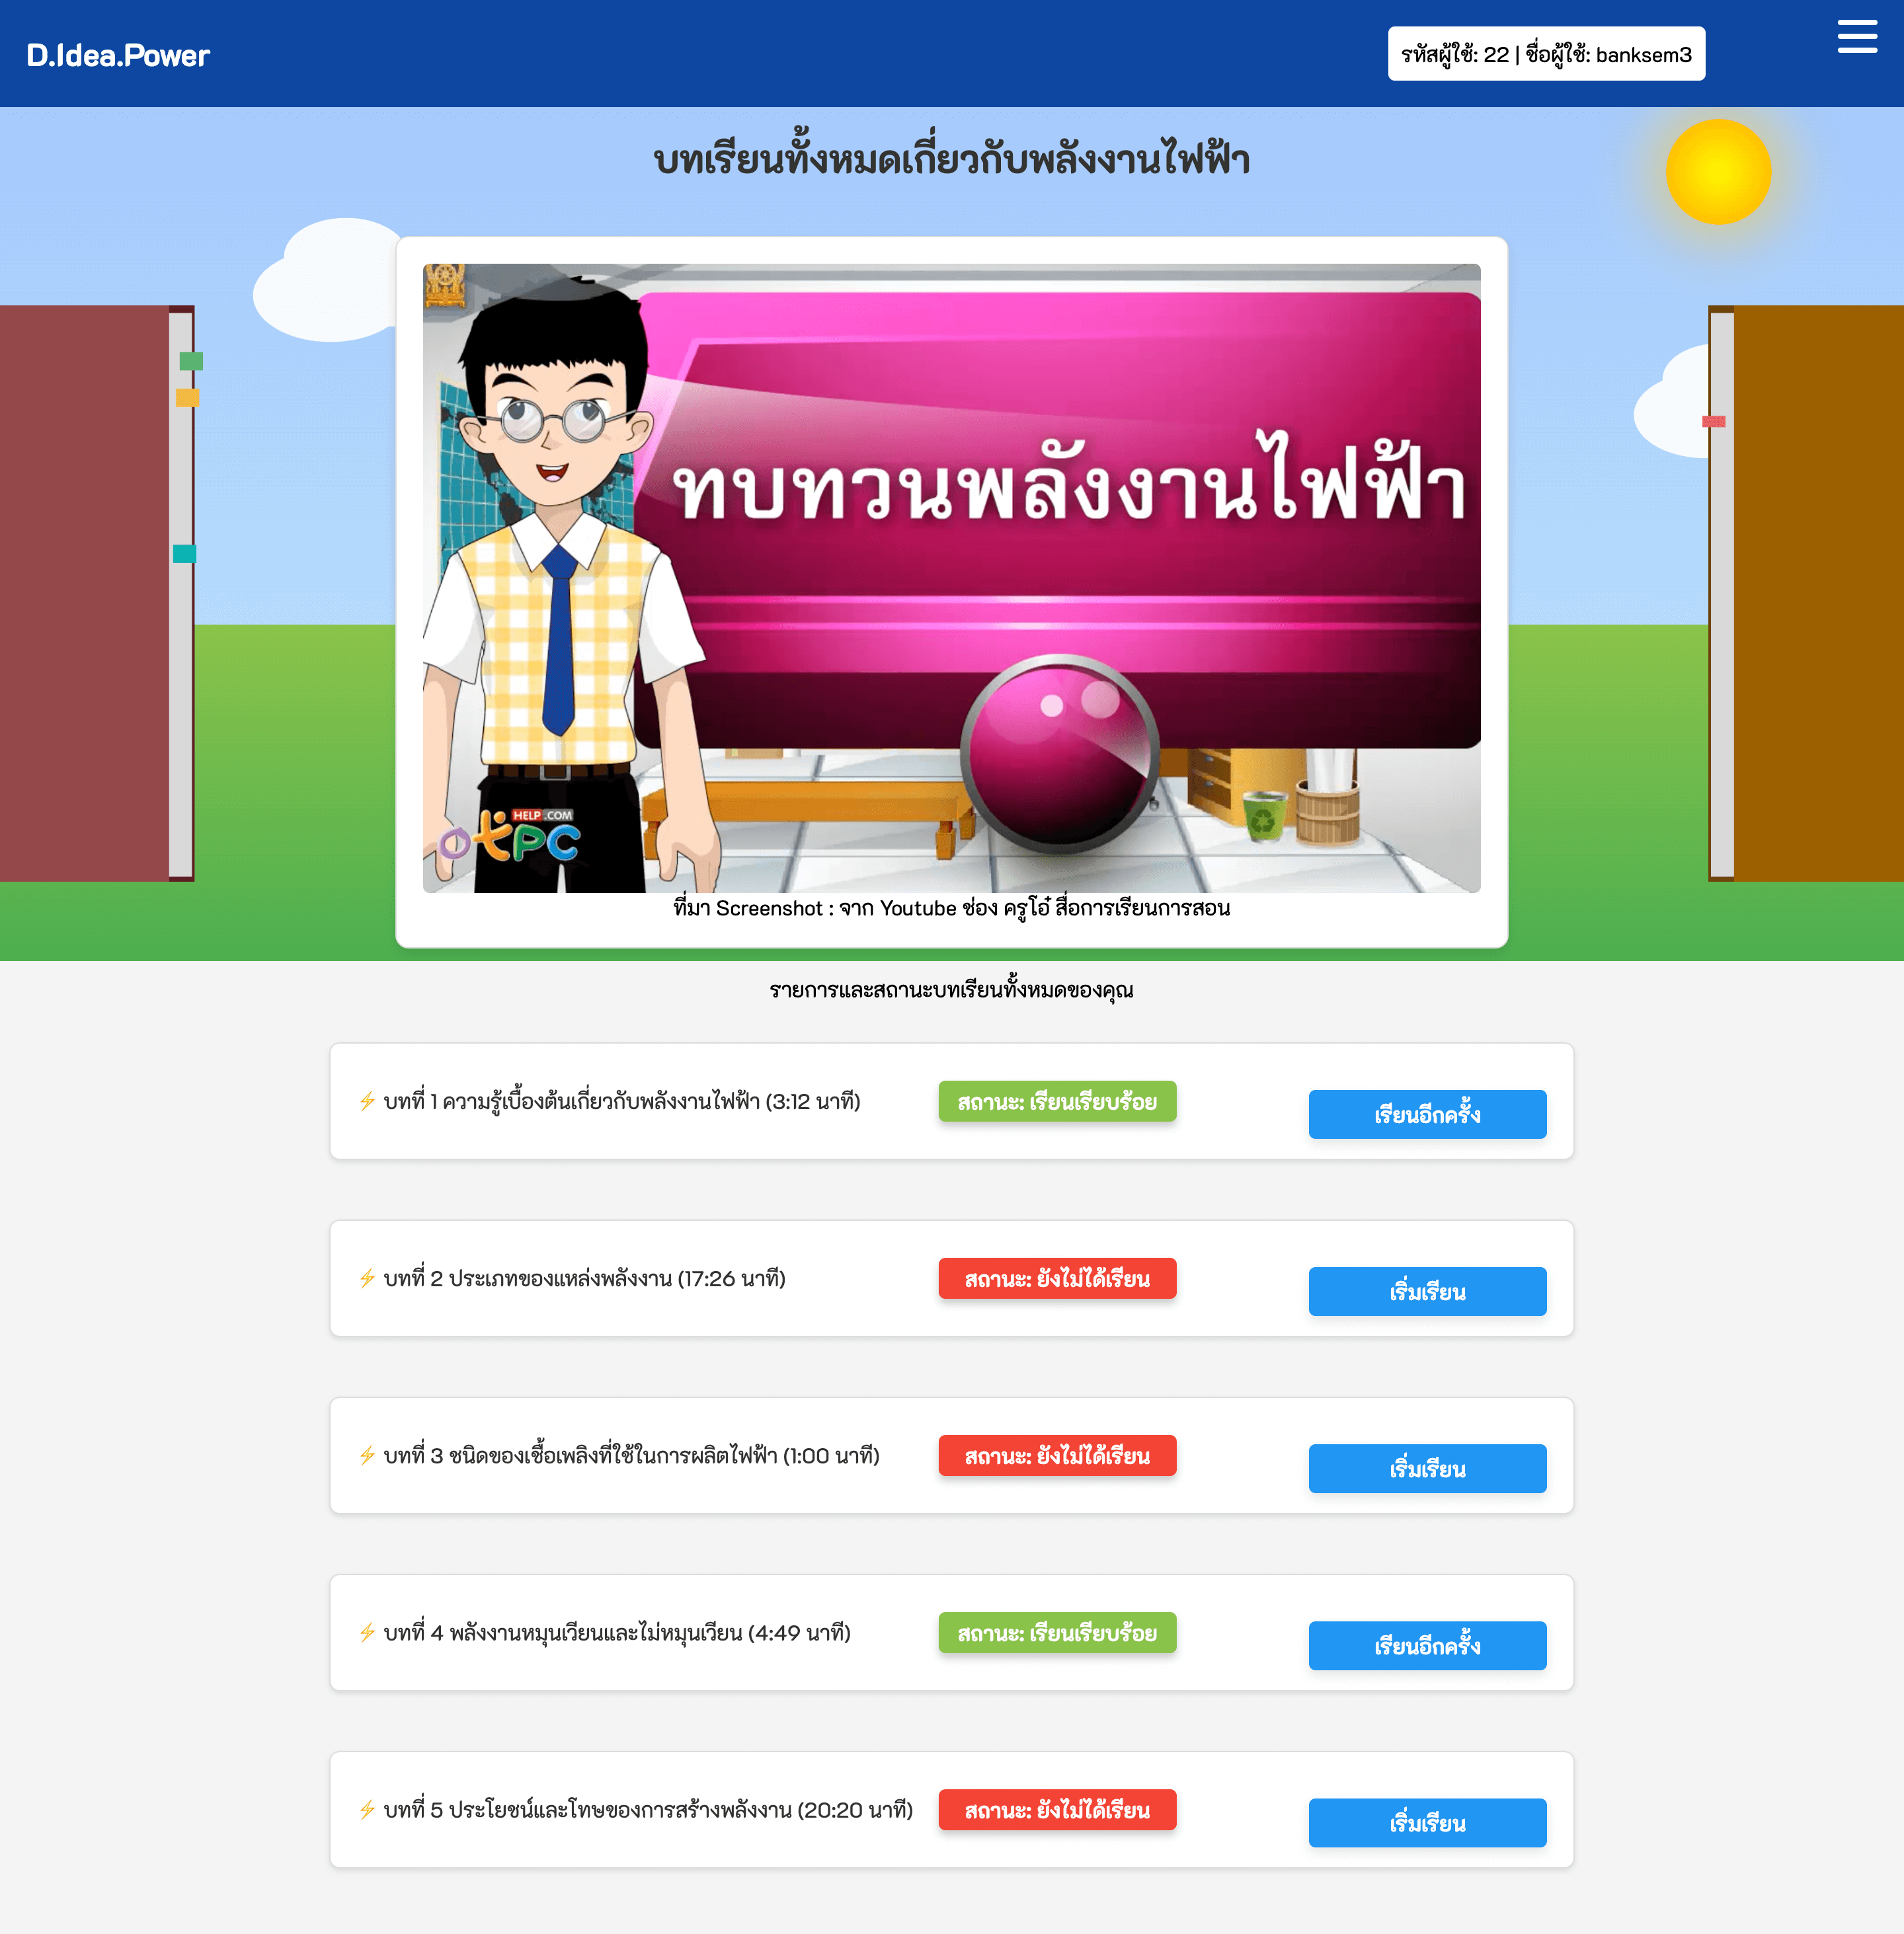 D.Idea.Power
รหัสผู้ใช้: 22 | ชื่อผู้ใช้: banksem3
บทเรียนทั้งหมดเกี่ยวกับพลังงานไฟฟ้า
ทบทวนพลังงานไฟฟ้า
HELP.COM
OTPC
ที่มา Screenshot : จาก Youtube ช่อง ครูโอ๋ สื่อการเรียนการสอน
รายการและสถานะบทเรียนทั้งหมดของคุณ
⚡ บทที่ 1 ความรู้เบื้องต้นเกี่ยวกับพลังงานไฟฟ้า (3:12 นาที) สถานะ: เรียนเรียบร้อย เรียนอีกครั้ง
⚡ บทที่ 2 ประเภทของแหล่งพลังงาน (17:26 นาที) สถานะ: ยังไม่ได้เรียน เริ่มเรียน
⚡ บทที่ 3 ชนิดของเชื้อเพลิงที่ใช้ในการผลิตไฟฟ้า (1:00 นาที) สถานะ: ยังไม่ได้เรียน เริ่มเรียน
⚡ บทที่ 4 พลังงานหมุนเวียนและไม่หมุนเวียน (4:49 นาที) สถานะ: เรียนเรียบร้อย เรียนอีกครั้ง
⚡ บทที่ 5 ประโยชน์และโทษของการสร้างพลังงาน (20:20 นาที) สถานะ: ยังไม่ได้เรียน เริ่มเรียน